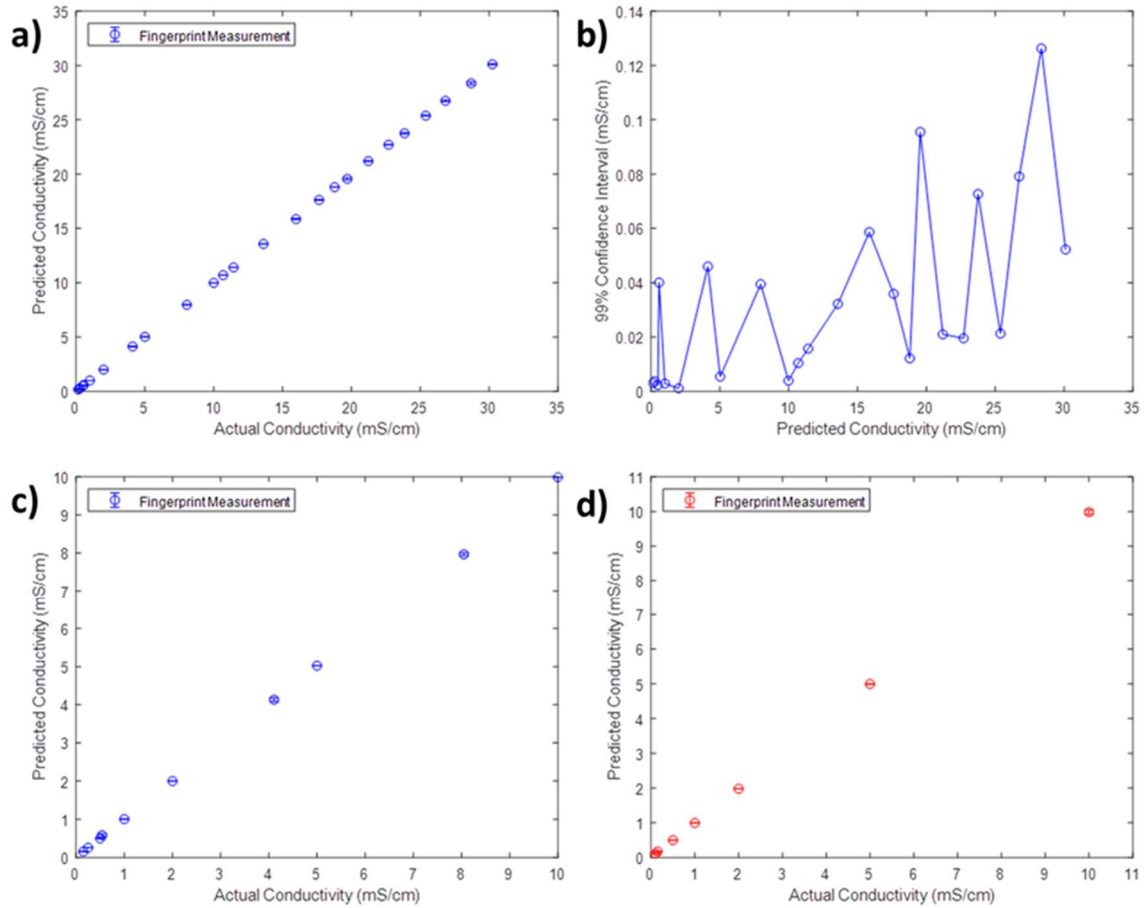 a)
Fingerprint Measurement
35
30
25
20
15
10
5
0
Predicted Conductivity (mS/cm)
0 5 10 15 20 25 30 35
Actual Conductivity (mS/cm)
b)
0.14
0.12
0.1
0.08
0.06
0.04
0.02
0
99% Confidence Interval (mS/cm)
0 5 10 15 20 25 30 35
Predicted Conductivity (mS/cm)
c)
Fingerprint Measurement
10
9
8
7
6
5
4
3
2
1
0
Predicted Conductivity (mS/cm)
0 1 2 3 4 5 6 7 8 9 10
Actual Conductivity (mS/cm)
d)
Fingerprint Measurement
11
10
9
8
7
6
5
4
3
2
1
0
Predicted Conductivity (mS/cm)
0 1 2 3 4 5 6 7 8 9 10 11
Actual Conductivity (mS/cm)